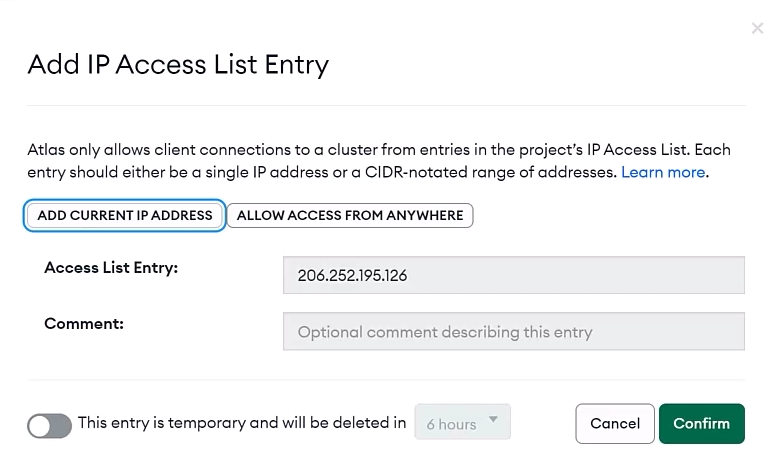 Add IP Access List Entry
Atlas only allows client connections to a cluster from entries in the project's IP Access List. Each
entry should either be a single IP address or a CIDR-notated range of addresses. Learn more.
ADD CURRENT IP ADDRESS ALLOW ACCESS FROM ANYWHERE
Access List Entry: 206.252.195.126
Comment: Optional comment describing this entry
This entry is temporary and will be deleted in 6 hours Cancel Confirm